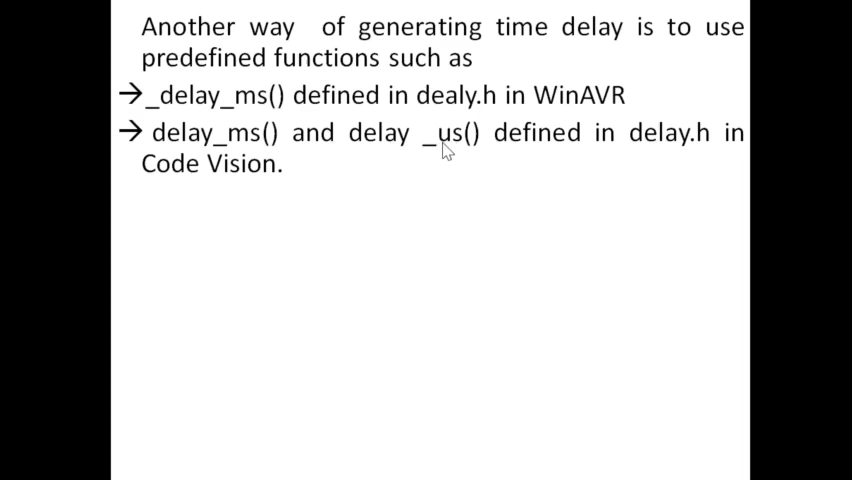 Another way of generating time delay is to use
predefined functions such as
→_delay_ms() defined in dealy.h in WinAVR
→ delay_ms() and delay _us() defined in delay.h in
Code Vision.